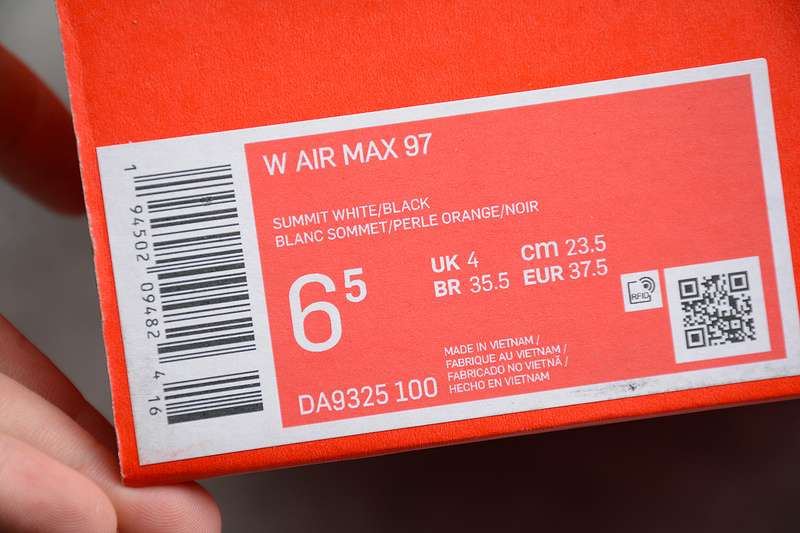 W AIR MAX 97
SUMMIT WHITE/BLACK
BLANC SOMMET/PERLE ORANGE/NOIR
6 5
UK 4
BR 35.5
cm 23.5
EUR 37.5
RFID
DA9325 100
MADE IN VIETNAM /
FABRIQUE AU VIETNAM /
FABRICADO NO VIETNÃ /
HECHO EN VIETNAM
1 94502 09482 4 16